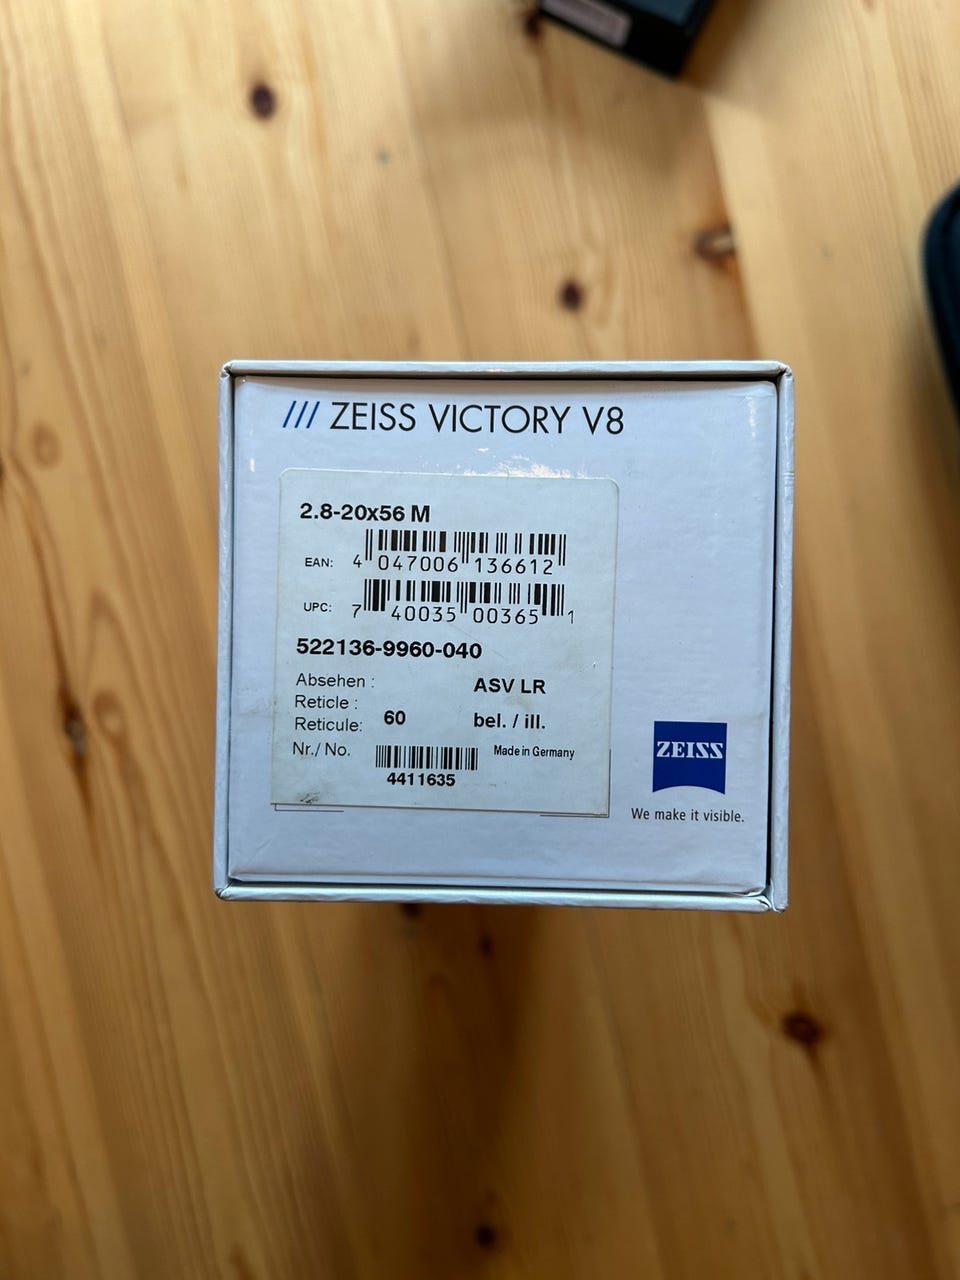 /// ZEISS VICTORY V8
2.8-20x56 M
EAN: 4 047006 136612
UPC: 7 40035 00365 1
522136-9960-040
Absehen :
Reticle :
Reticule: 60
ASV LR
bel. / ill.
Nr./ No. 4411635
Made in Germany
ZEISS
We make it visible.